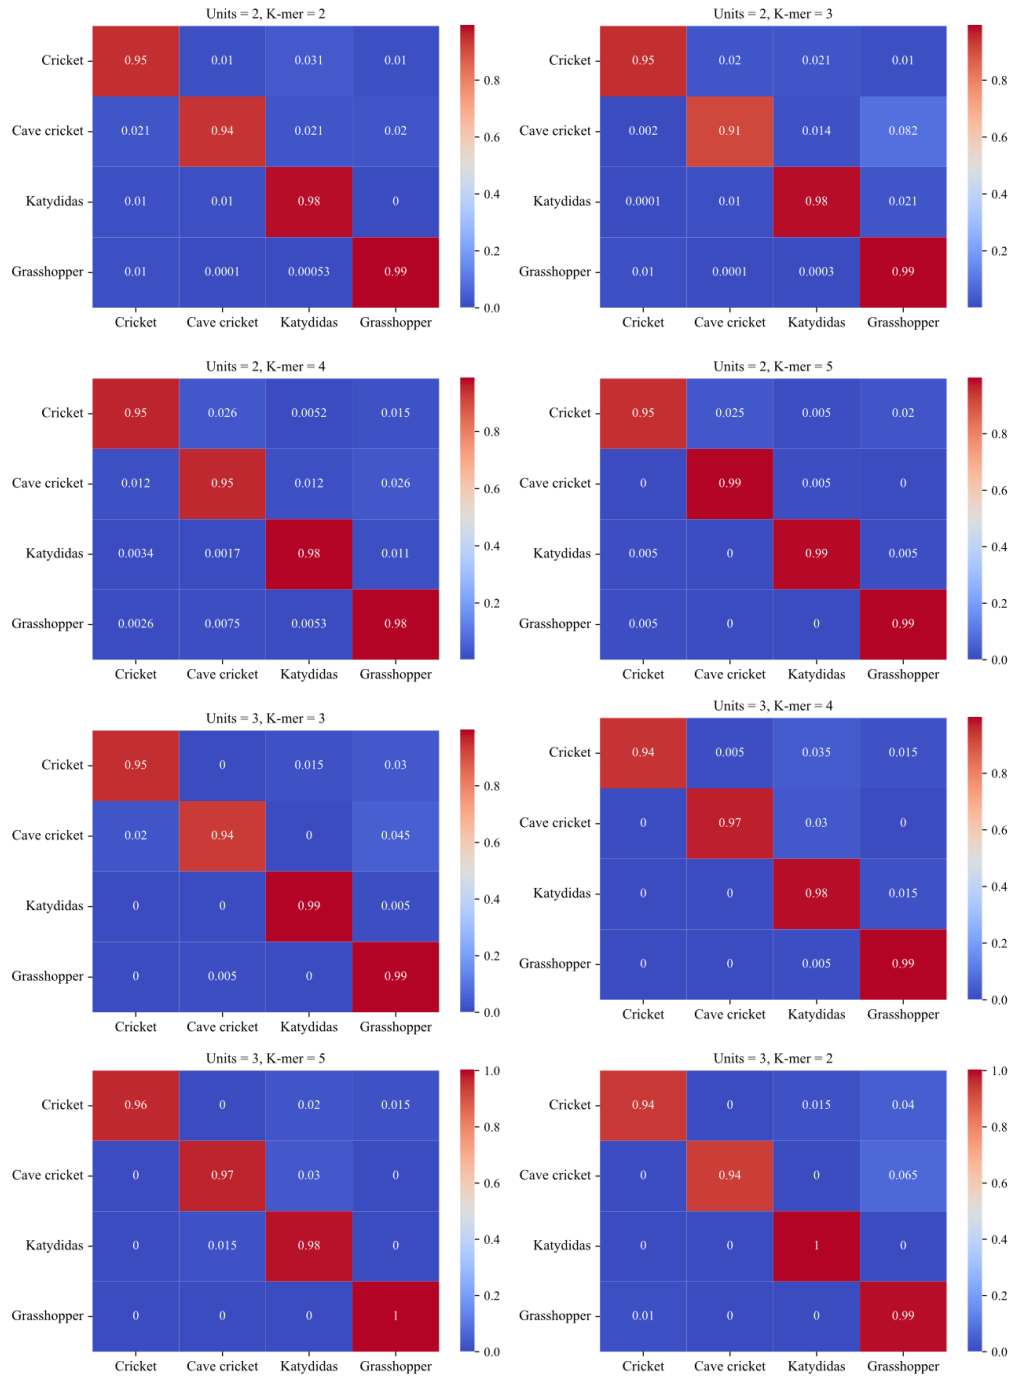 Units = 2, K-mer = 2
Cricket 0.95 0.01 0.031 0.01
Cave cricket 0.021 0.94 0.021 0.02
Katydidas 0.01 0.01 0.98 0
Grasshopper 0.01 0.0001 0.00053 0.99
Cricket Cave cricket Katydidas Grasshopper
0.8
0.6
0.4
0.2
0.0
Units = 2, K-mer = 3
Cricket 0.95 0.02 0.021 0.01
Cave cricket 0.002 0.91 0.014 0.082
Katydidas 0.0001 0.01 0.98 0.021
Grasshopper 0.01 0.0001 0.0003 0.99
Cricket Cave cricket Katydidas Grasshopper
0.8
0.6
0.4
0.2
Units = 2, K-mer = 4
Cricket 0.95 0.026 0.0052 0.015
Cave cricket 0.012 0.95 0.012 0.026
Katydidas 0.0034 0.0017 0.98 0.011
Grasshopper 0.0026 0.0075 0.0053 0.98
Cricket Cave cricket Katydidas Grasshopper
0.8
0.6
0.4
0.2
Units = 2, K-mer = 5
Cricket 0.95 0.025 0.005 0.02
Cave cricket 0 0.99 0.005 0
Katydidas 0.005 0 0.99 0.005
Grasshopper 0.005 0 0 0.99
Cricket Cave cricket Katydidas Grasshopper
0.8
0.6
0.4
0.2
0.0
Units = 3, K-mer = 3
Cricket 0.95 0 0.015 0.03
Cave cricket 0.02 0.94 0 0.045
Katydidas 0 0 0.99 0.005
Grasshopper 0 0.005 0 0.99
Cricket Cave cricket Katydidas Grasshopper
0.8
0.6
0.4
0.2
0.0
Units = 3, K-mer = 4
Cricket 0.94 0.005 0.035 0.015
Cave cricket 0 0.97 0.03 0
Katydidas 0 0 0.98 0.015
Grasshopper 0 0 0.005 0.99
Cricket Cave cricket Katydidas Grasshopper
0.8
0.6
0.4
0.2
0.0
Units = 3, K-mer = 5
Cricket 0.96 0 0.02 0.015
Cave cricket 0 0.97 0.03 0
Katydidas 0 0.015 0.98 0
Grasshopper 0 0 0 1
Cricket Cave cricket Katydidas Grasshopper
1.0
0.8
0.6
0.4
0.2
0.0
Units = 3, K-mer = 2
Cricket 0.94 0 0.015 0.04
Cave cricket 0 0.94 0 0.065
Katydidas 0 0 1 0
Grasshopper 0.01 0 0 0.99
Cricket Cave cricket Katydidas Grasshopper
1.0
0.8
0.6
0.4
0.2
0.0